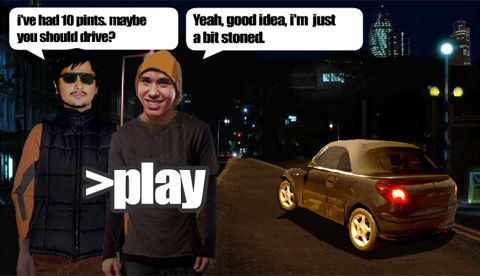 i've had 10 pints. maybe
you should drive?
Yeah, good idea, i'm just
a bit stoned.
>play